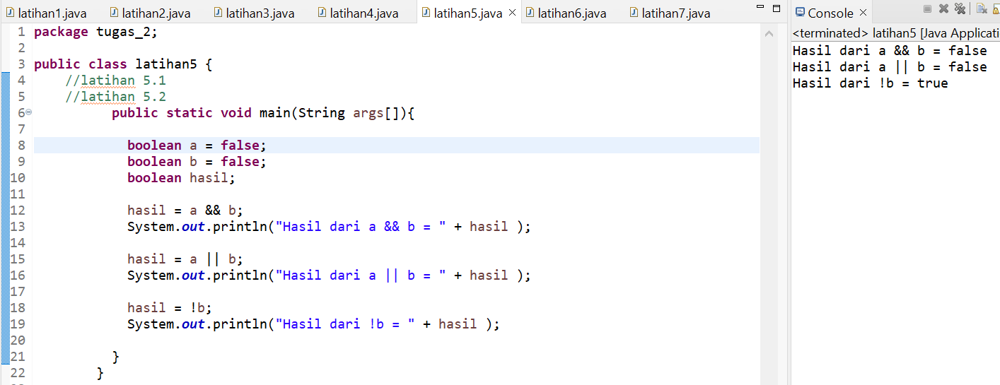 latihan1.java latihan2.java latihan3.java latihan4.java latihan5.java latihan6.java latihan7.java
1 package tugas_2;
2
3 public class latihan5 {
4 //latihan 5.1
5 //latihan 5.2
6 public static void main(String args[]){
7
8 boolean a = false;
9 boolean b = false;
10 boolean hasil;
11
12 hasil = a && b;
13 System.out.println("Hasil dari a && b = " + hasil );
14
15 hasil = a || b;
16 System.out.println("Hasil dari a || b = " + hasil );
17
18 hasil = !b;
19 System.out.println("Hasil dari !b = " + hasil );
20
21 }
22 }
Console
<terminated> latihan5 [Java Applicati
Hasil dari a && b = false
Hasil dari a || b = false
Hasil dari !b = true